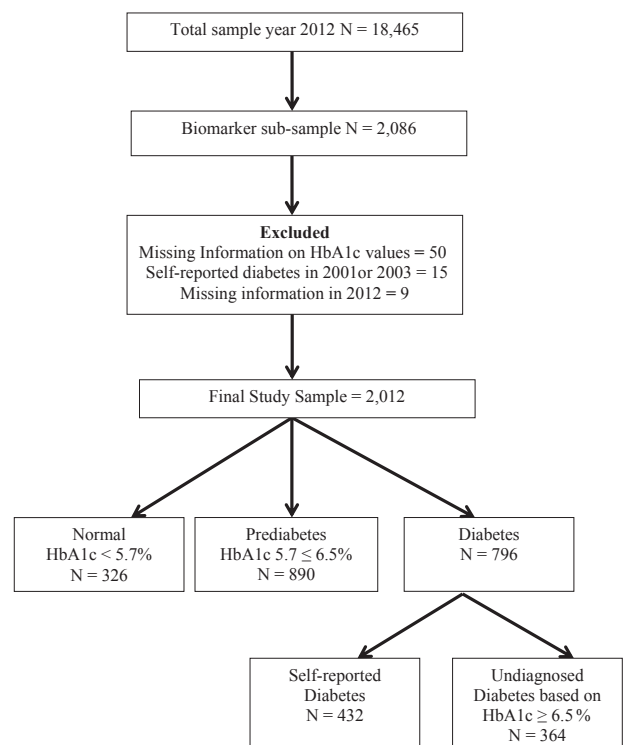 Total sample year 2012 N = 18,465
Biomarker sub-sample N = 2,086
Excluded
Missing Information on HbA1c values = 50
Self-reported diabetes in 2001or 2003 = 15
Missing information in 2012 = 9
Final Study Sample = 2,012
Normal
HbA1c < 5.7%
N = 326
Prediabetes
HbA1c 5.7 ≤ 6.5%
N = 890
Diabetes
N = 796
Self-reported
Diabetes
N = 432
Undiagnosed
Diabetes based on
HbA1c ≥ 6.5 %
N = 364